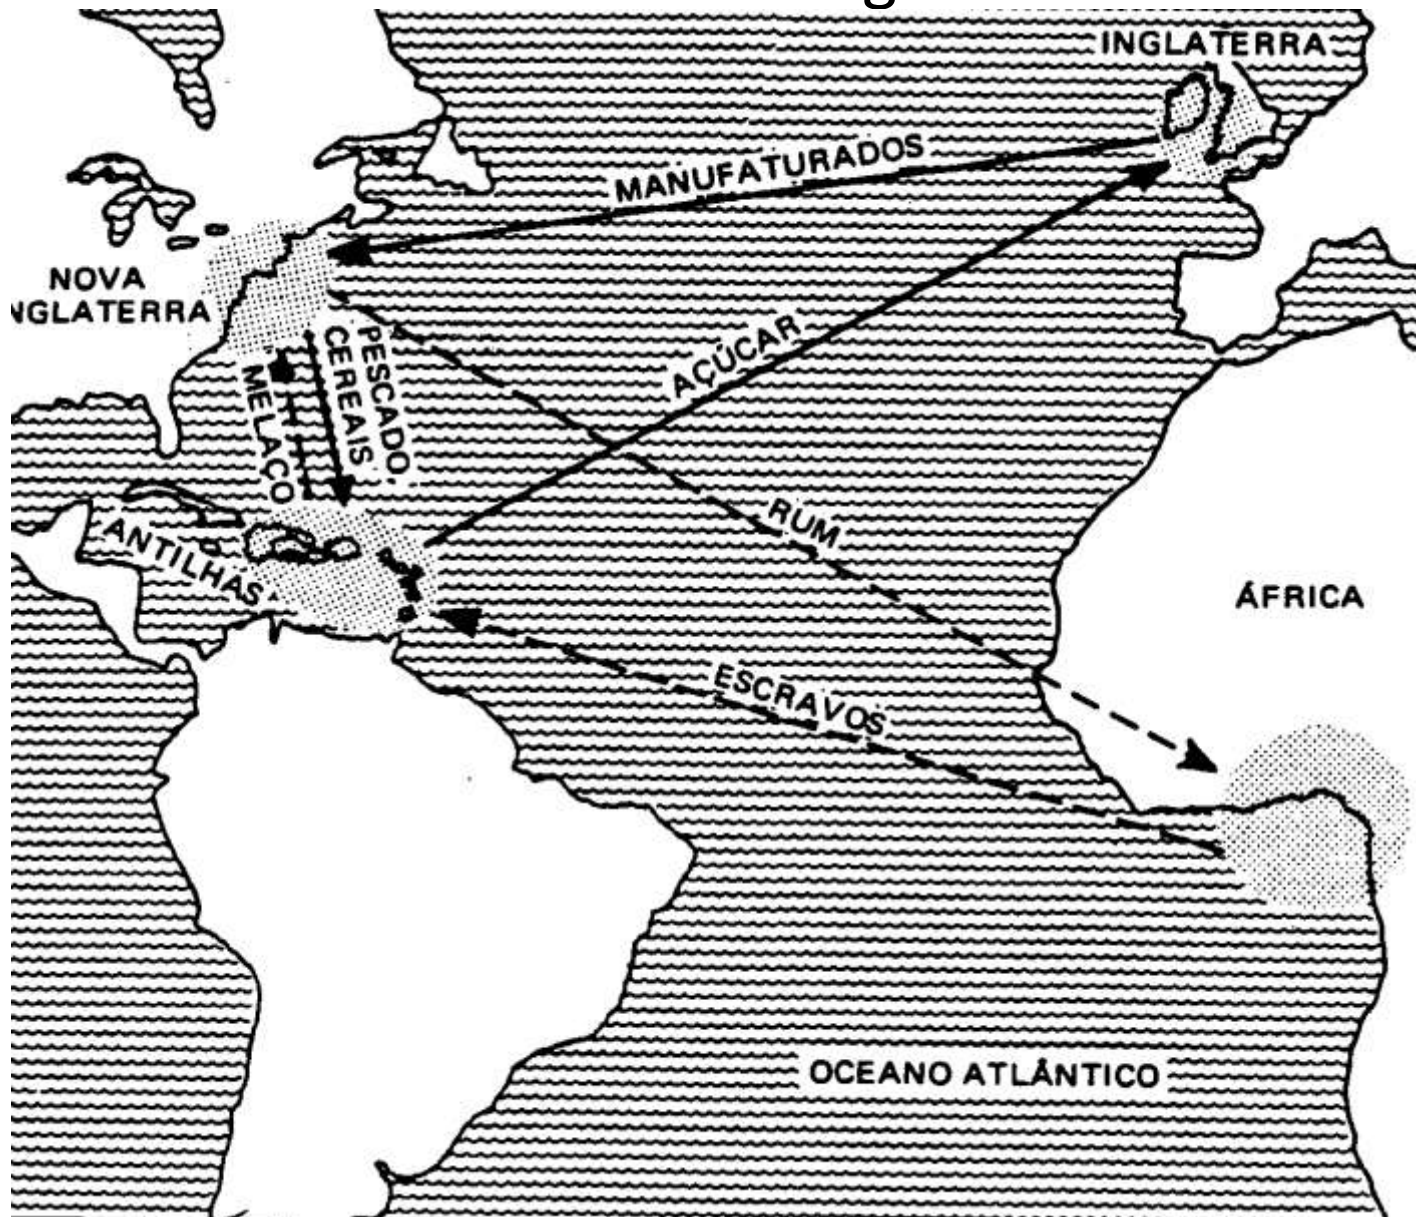 INGLATERRA
MANUFATURADOS
NOVA
NGLATERRA
PESCADO,
CEREAIS
MELAÇO
AÇÚCAR
RUM
ANTILHAS
ÁFRICA
ESCRAVOS
OCEANO ATLÂNTICO